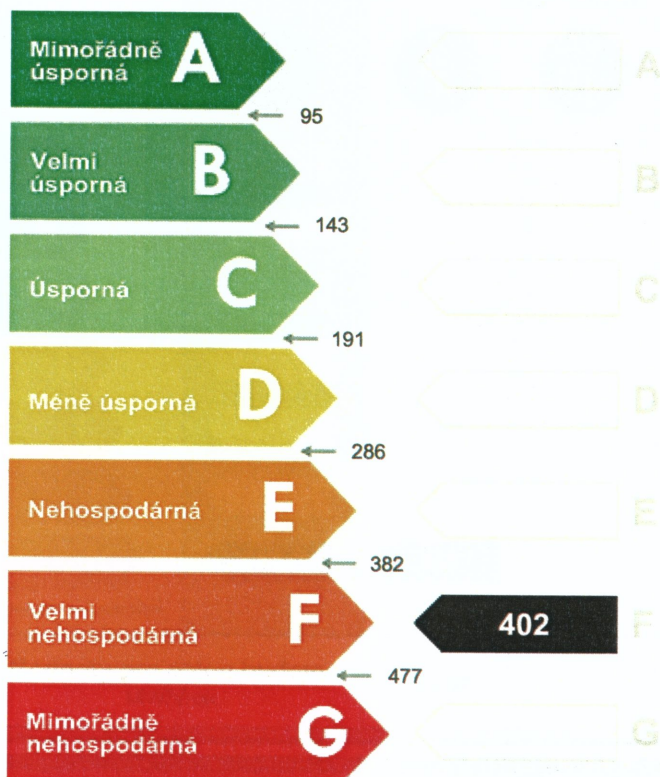 Mimořádně
úsporná
A
A
95
Velmi
úsporná
B
B
143
Úsporná
C
C
191
Méně úsporná
D
D
286
Nehospodárná
E
E
382
Velmi
nehospodárná
F
402
F
477
Mimořádně
nehospodárná
G
G